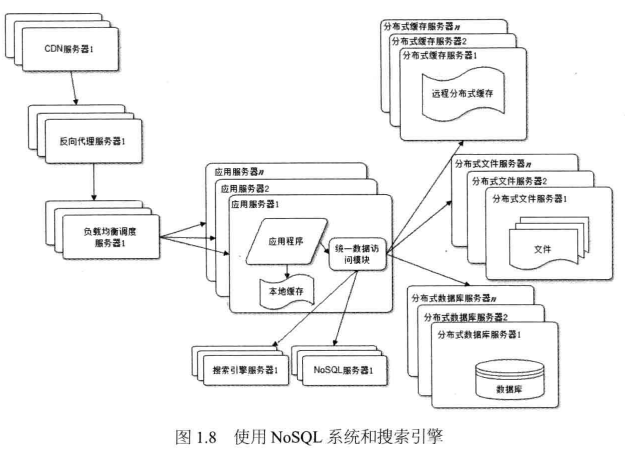 CDN服务器1
反向代理服务器1
负载均衡调度
服务器1
应用服务器n
应用服务器2
应用服务器1
应用程序
本地缓存
统一数据访
问模块
分布式缓存服务器n
分布式缓存服务器2
分布式缓存服务器1
远程分布式缓存
分布式文件服务器n
分布式文件服务器2
分布式文件服务器1
文件
分布式数据库服务器n
分布式数据库服务器2
分布式数据库服务器1
数据库
搜索引擎服务器1
NoSQL服务器1
图 1.8 使用 NoSQL 系统和搜索引擎